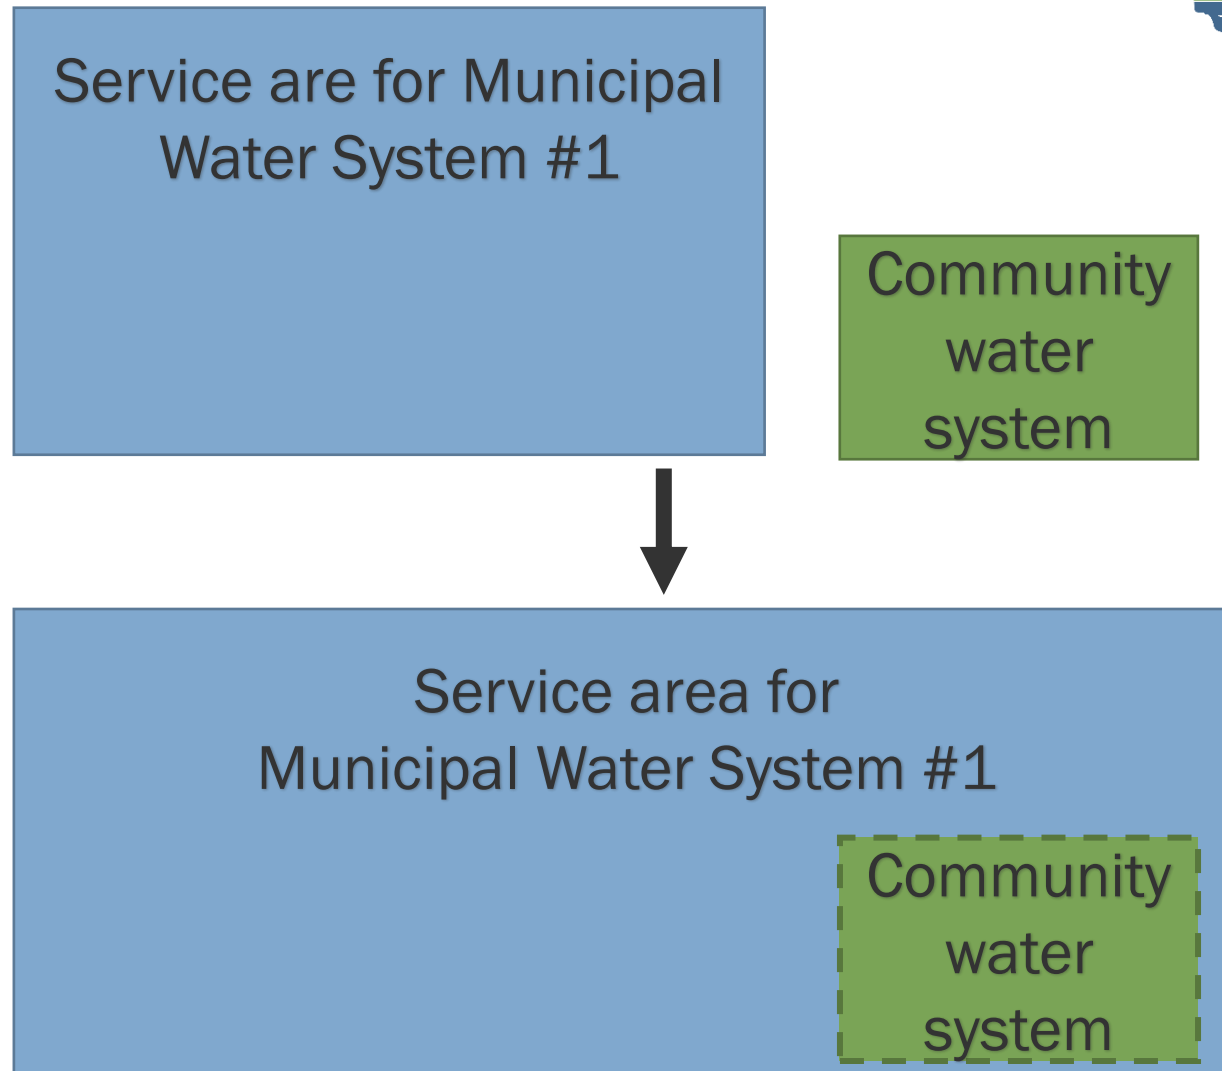 Service are for Municipal
Water System #1
Community
water
system
Service area for
Municipal Water System #1
Community
water
system